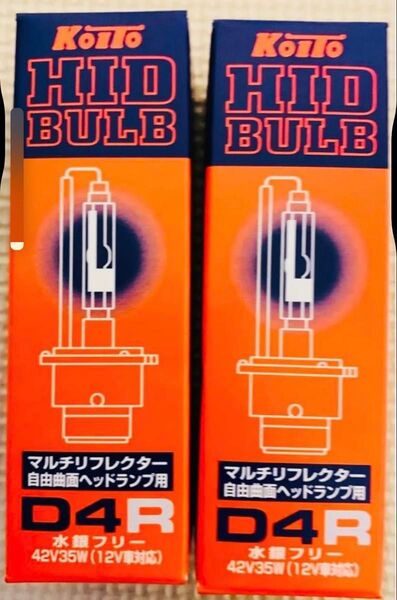 KOITO
HID
BULB
マルチリフレクター
自由曲面ヘッドランプ用
D4R
水銀フリー
42V35W(12V車対応)
KOITO
HID
BULB
マルチリフレクター
自由曲面ヘッドランプ用
D4R
水銀フリー
42V35W(12V車対応)